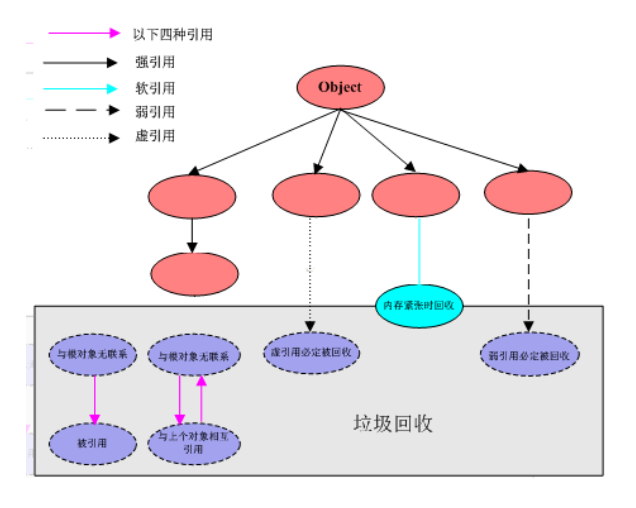 以下四种引用
强引用
软引用
弱引用
虚引用
Object
内存紧张时回收
与根对象无联系
与根对象无联系
虚引用必定被回收
弱引用必定被回收
被引用
与上个对象相互
引用
垃圾回收